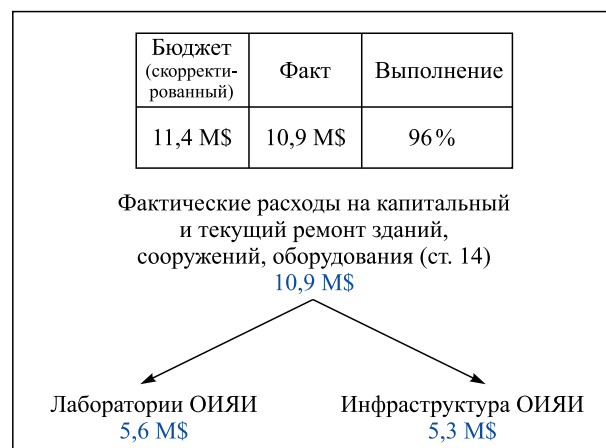 Бюджет
(скорректи-
рованный)
Факт
Выполнение
11,4 М$
10,9 М$
96 %
Фактические расходы на капитальный
и текущий ремонт зданий,
сооружений, оборудования (ст. 14)
10,9 М$
Лаборатории ОИЯИ
5,6 М$
Инфраструктура ОИЯИ
5,3 М$